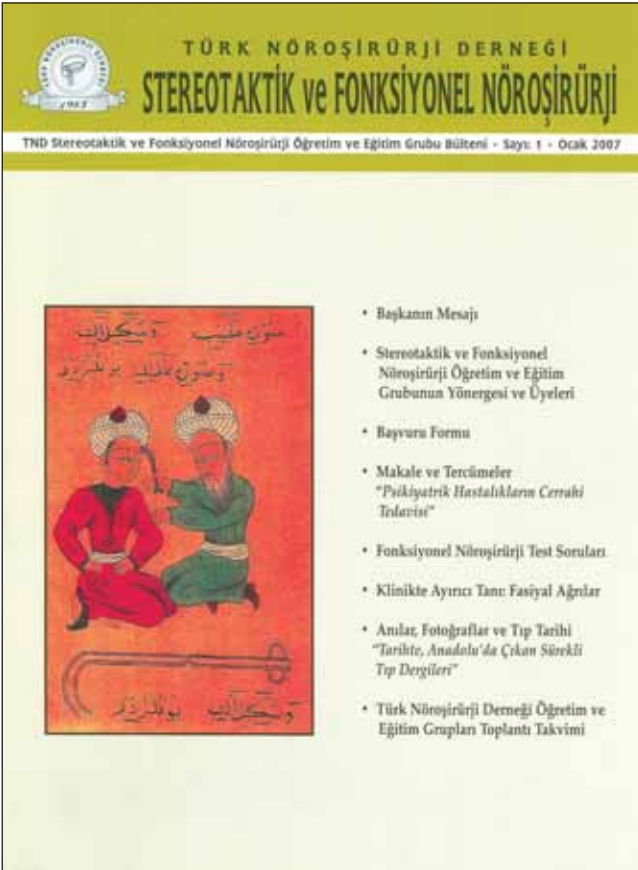 TÜRK NÖROŞİRÜRJİ DERNEĞİ
STEREOTAKTİK ve FONKSİYONEL NÖROŞİRÜRJİ
TÜRK NÖROŞİRÜRJİ DERNEĞİ
TND Stereotaktik ve Fonksiyonel Nöroşirürji Öğretim ve Eğitim Grubu Bülteni - Sayı: 1 - Ocak 2007
• Başkanın Mesajı
• Stereotaktik ve Fonksiyonel
Nöroşirürji Öğretim ve Eğitim
Grubunun Yönergesi ve Üyeleri
• Başvuru Formu
• Makale ve Tercümeler
"Psikiyatrik Hastalıkların Cerrahi
Tedavisi"
• Fonksiyonel Nöroşirürji Test Soruları
• Klinikte Ayırıcı Tanı: Fasiyal Ağrılar
• Anılar, Fotoğraflar ve Tıp Tarihi
"Tarihte, Anadolu'da Çıkan Sürekli
Tıp Dergileri"
• Türk Nöroşirürji Derneği Öğretim ve
Eğitim Grupları Toplantı Takvimi